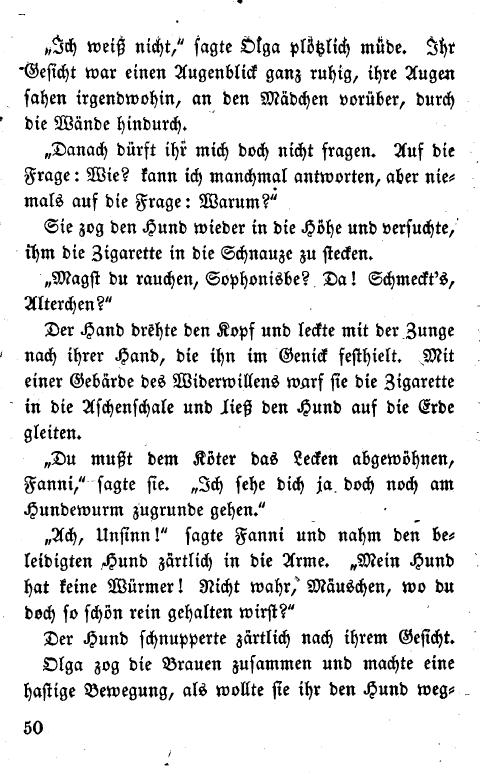 „Ich weiß nicht,“ sagte Olga plötzlich müde. Ihr
Gesicht war einen Augenblick ganz ruhig, ihre Augen
sahen irgendwohin, an den Mädchen vorüber, durch
die Wände hindurch.
„Danach dürft ihr mich doch nicht fragen. Auf die
Frage: Wie? kann ich manchmal antworten, aber nie-
mals auf die Frage: Warum?“
Sie zog den Hund wieder in die Höhe und versuchte,
ihm die Zigarette in die Schnauze zu stecken.
„Magst du rauchen, Sophonisbe? Da! Schmeckt's,
Alterchen?“
Der Hand drehte den Kopf und leckte mit der Zunge
nach ihrer Hand, die ihn im Genick festhielt. Mit
einer Gebärde des Widerwillens warf sie die Zigarette
in die Aschenschale und ließ den Hund auf die Erde
gleiten.
„Du mußt dem Köter das Lecken abgewöhnen,
Fanni,“ sagte sie. „Ich sehe dich ja doch noch am
Hundewurm zugrunde gehen.“
„Ach, Unsinn!“ sagte Fanni und nahm den be-
leidigten Hund zärtlich in die Arme. „Mein Hund
hat keine Würmer! Nicht wahr, Mäuschen, wo du
doch so schön rein gehalten wirst?“
Der Hund schnupperte zärtlich nach ihrem Gesicht.
Olga zog die Brauen zusammen und machte eine
hastige Bewegung, als wollte sie ihr den Hund weg-
50